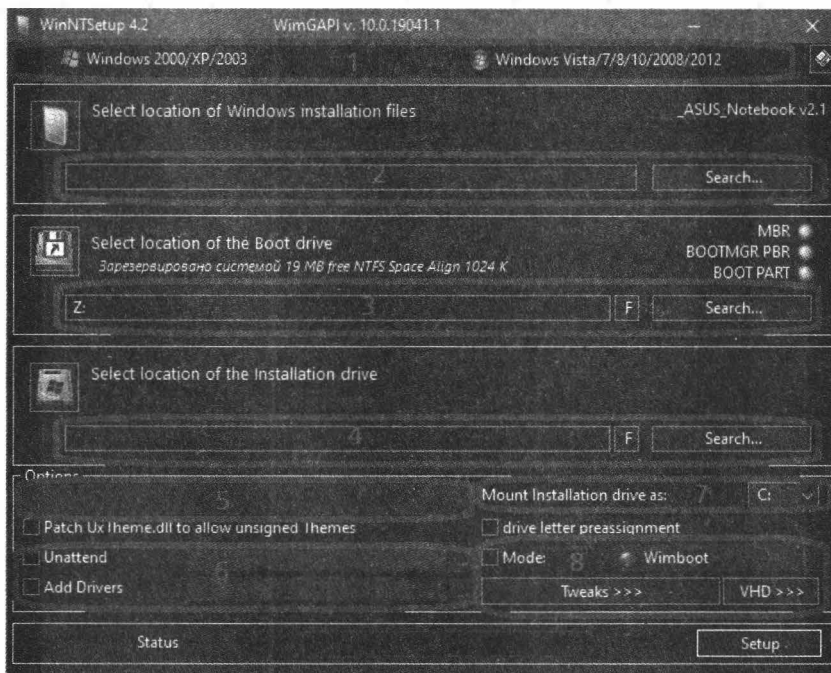 WinNTSetup 4.2 WimGAPI v. 10.0.19041.1
Windows 2000/XP/2003 1 Windows Vista/7/8/10/2008/2012
Select location of Windows installation files _ASUS_Notebook v2.1
2 Search...
Select location of the Boot drive MBR
BOOTMGR PBR
Зарезервировано системой 19 MB free NTFS Space Align 1024 K BOOT PART
Z: 3 F Search...
Select location of the Installation drive
4 F Search...
Options
5 Mount Installation drive as: 7 C:
Patch UxTheme.dll to allow unsigned Themes drive letter preassignment
Unattend Mode: 8 Wimboot
6
Add Drivers Tweaks >>> VHD >>>
Status Setup